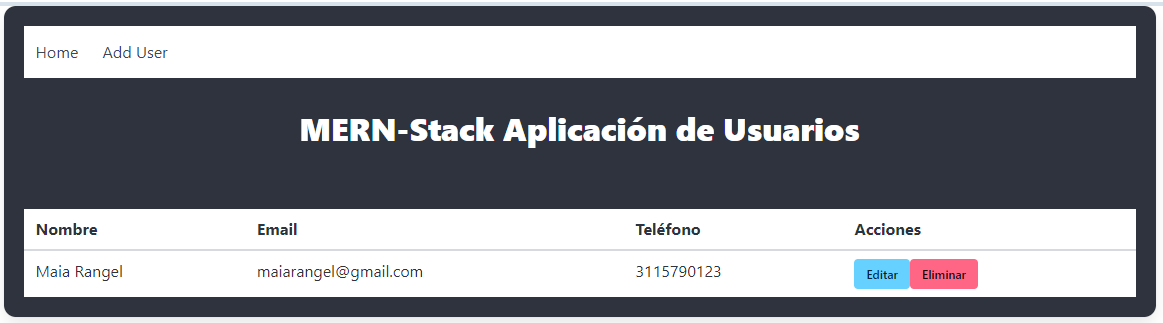 Home Add User
MERN-Stack Aplicación de Usuarios
Nombre Email Teléfono Acciones
Maia Rangel maiarangel@gmail.com 3115790123 Editar Eliminar